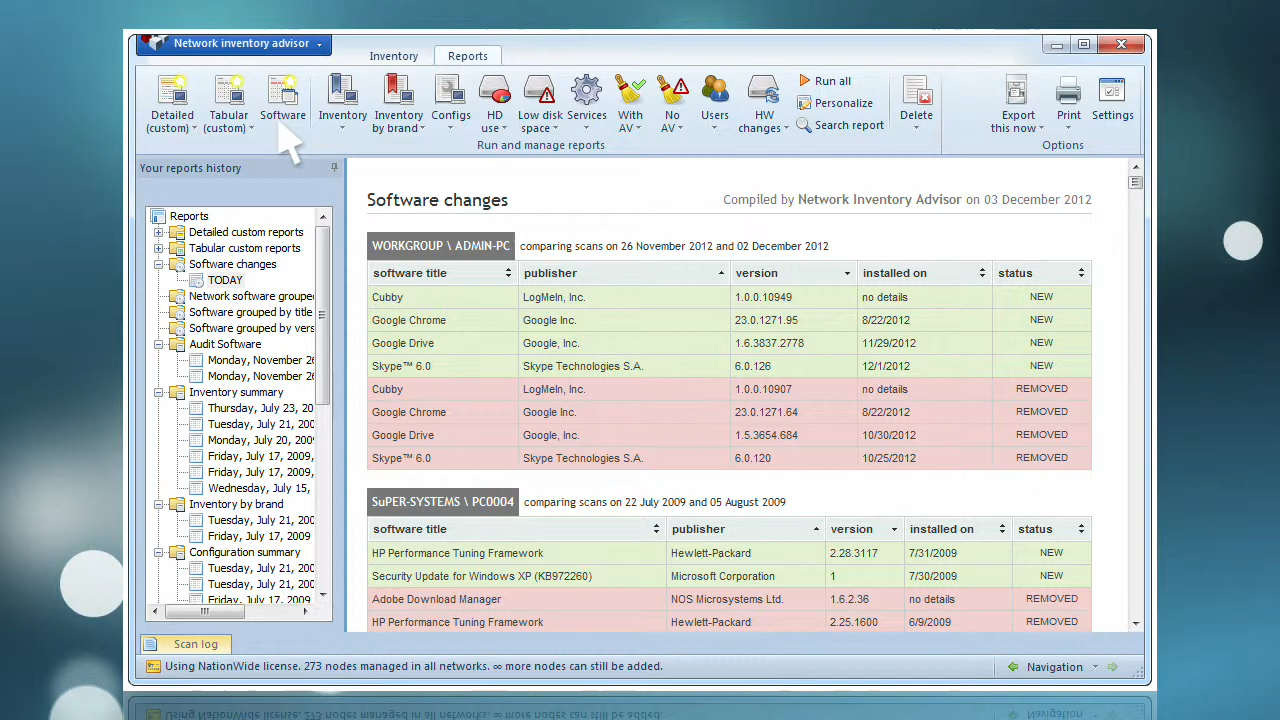 Network inventory advisor
Inventory
Reports
Detailed (custom)
Tabular (custom)
Software
Inventory
Inventory by brand
Configs
HD use
Low disk space
Services
With AV
No AV
Users
HW changes
Run all
Personalize
Search report
Delete
Export this now
Print
Settings
Run and manage reports
Options
Your reports history
Reports
Detailed custom reports
Tabular custom reports
Software changes
TODAY
Network software groupe
Software grouped by title
Software grouped by vers
Audit Software
Monday, November 26
Monday, November 26
Inventory summary
Thursday, July 23, 20
Tuesday, July 21, 200
Monday, July 20, 2009
Friday, July 17, 2009,
Friday, July 17, 2009,
Wednesday, July 15,
Inventory by brand
Tuesday, July 21, 200
Friday, July 17, 2009,
Configuration summary
Tuesday, July 21, 200
Tuesday, July 21, 200
Friday, July 17, 2009
Software changes
Compiled by Network Inventory Advisor on 03 December 2012
WORKGROUP \ ADMIN-PC comparing scans on 26 November 2012 and 02 December 2012
software title publisher version installed on status
Cubby LogMeIn, Inc. 1.0.0.10949 no details NEW
Google Chrome Google Inc. 23.0.1271.95 8/22/2012 NEW
Google Drive Google, Inc. 1.6.3837.2778 11/29/2012 NEW
Skype™ 6.0 Skype Technologies S.A. 6.0.126 12/1/2012 NEW
Cubby LogMeIn, Inc. 1.0.0.10907 no details REMOVED
Google Chrome Google Inc. 23.0.1271.64 8/22/2012 REMOVED
Google Drive Google, Inc. 1.5.3654.684 10/30/2012 REMOVED
Skype™ 6.0 Skype Technologies S.A. 6.0.120 10/25/2012 REMOVED
SuPER-SYSTEMS \ PC0004 comparing scans on 22 July 2009 and 05 August 2009
software title publisher version installed on status
HP Performance Tuning Framework Hewlett-Packard 2.28.3117 7/31/2009 NEW
Security Update for Windows XP (KB972260) Microsoft Corporation 1 7/30/2009 NEW
Adobe Download Manager NOS Microsystems Ltd. 1.6.2.36 no details REMOVED
HP Performance Tuning Framework Hewlett-Packard 2.25.1600 6/9/2009 REMOVED
Scan log
Using NationWide license. 273 nodes managed in all networks. ∞ more nodes can still be added.
Navigation